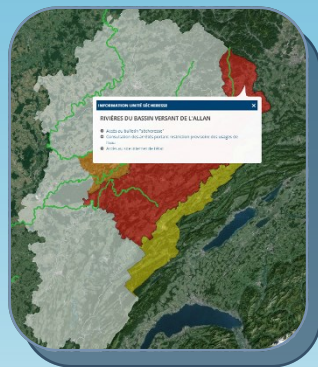 INFORMATION UNITÉ SÉCHERESSE
RIVIÈRES DU BASSIN VERSANT DE L'ALLAN
Accès au bulletin "sécheresse"
Consultation des arrêtés portant restriction provisoire des usages de
l'eau
Accès au site internet de l'état